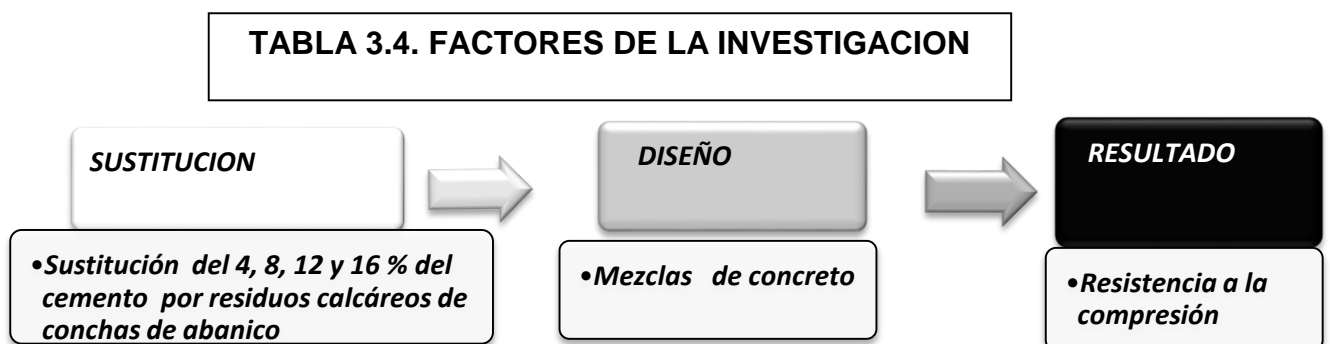 TABLA 3.4. FACTORES DE LA INVESTIGACION
SUSTITUCION
•Sustitución del 4, 8, 12 y 16 % del
cemento por residuos calcáreos de
conchas de abanico
DISEÑO
•Mezclas de concreto
RESULTADO
•Resistencia a la
compresión